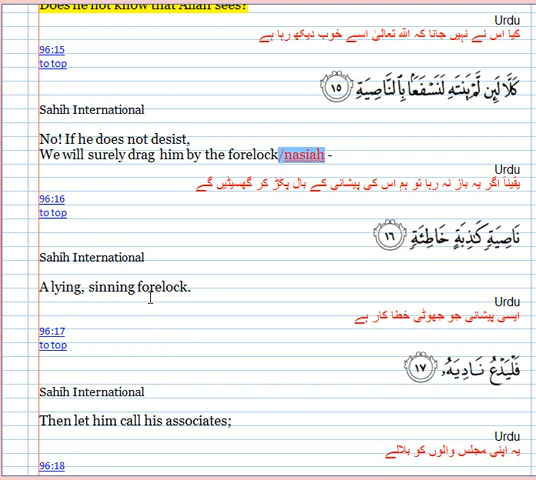 Does he not know that Allah sees?
Urdu
کیا اس نے نہیں جانا کہ اللہ تعالیٰ اسے خوب دیکھ رہا ہے
96:15
to top
كَلَّا لَئِن لَّمْ يَنتَهِ لَنَسْفَعًۢا بِٱلنَّاصِيَةِ ١٥
Sahih International
No! If he does not desist,
We will surely drag him by the forelock/nasiah -
Urdu
یقیناً اگر یہ باز نہ رہا تو ہم اس کی پیشانی کے بال پکڑ کر گھسیٹیں گے
96:16
to top
نَاصِيَةٍ كَـٰذِبَةٍ خَاطِئَةٍ ١٦
Sahih International
A lying, sinning forelock.
Urdu
ایسی پیشانی جو جھوٹی خطا کار ہے
96:17
to top
فَلْيَدْعُ نَادِيَهُۥ ١٧
Sahih International
Then let him call his associates;
Urdu
یہ اپنی مجلس والوں کو بلالے
96:18